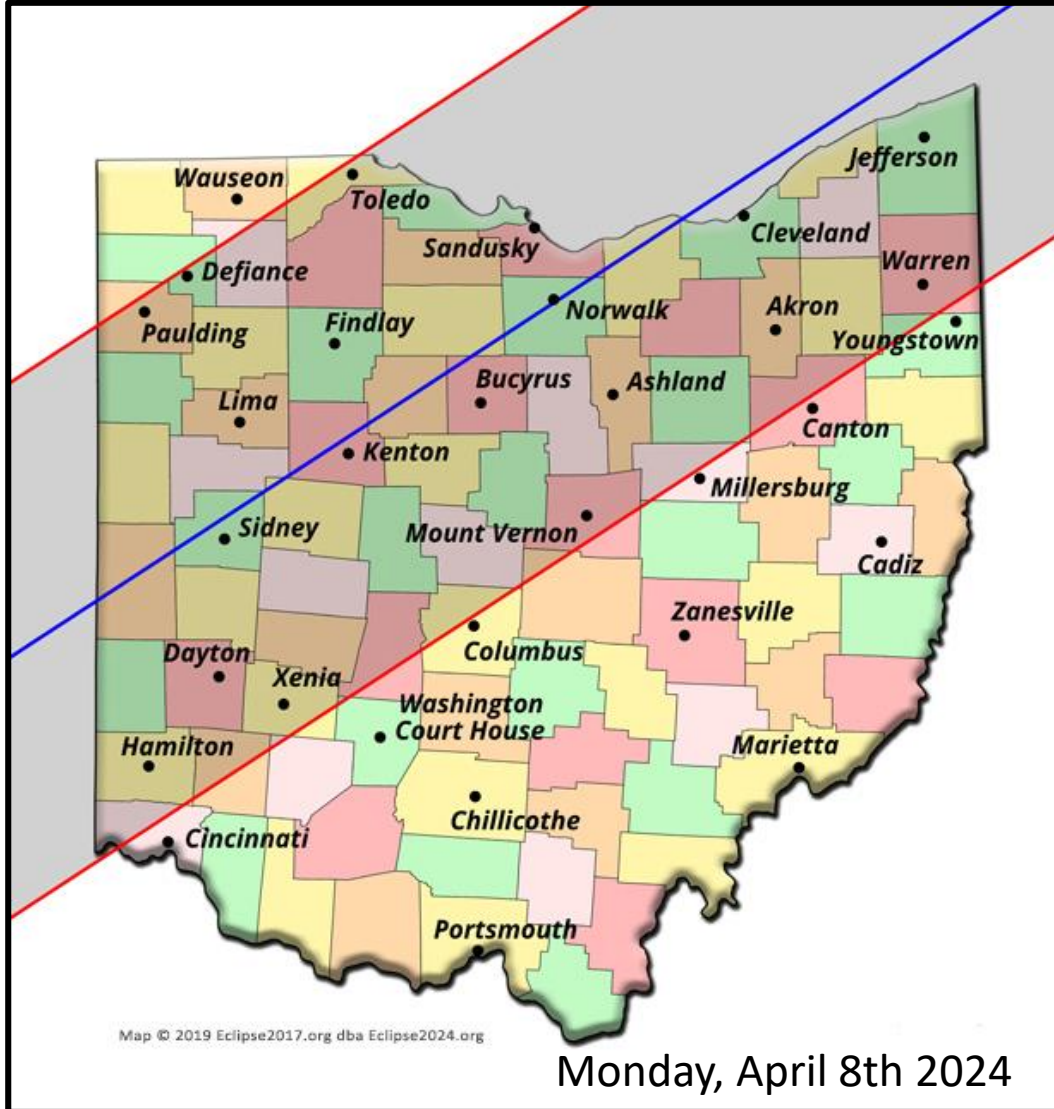 Jefferson
Wauseon
Toledo
Cleveland
Sandusky
Warren
Defiance
Norwalk
Akron
Paulding
Findlay
Youngstown
Bucyrus
Ashland
Lima
Canton
Kenton
Millersburg
Sidney
Mount Vernon
Cadiz
Zanesville
Dayton
Columbus
Xenia
Washington
Court House
Hamilton
Marietta
Chillicothe
Cincinnati
Portsmouth
Map © 2019 Eclipse2017.org dba Eclipse2024.org
Monday, April 8th 2024